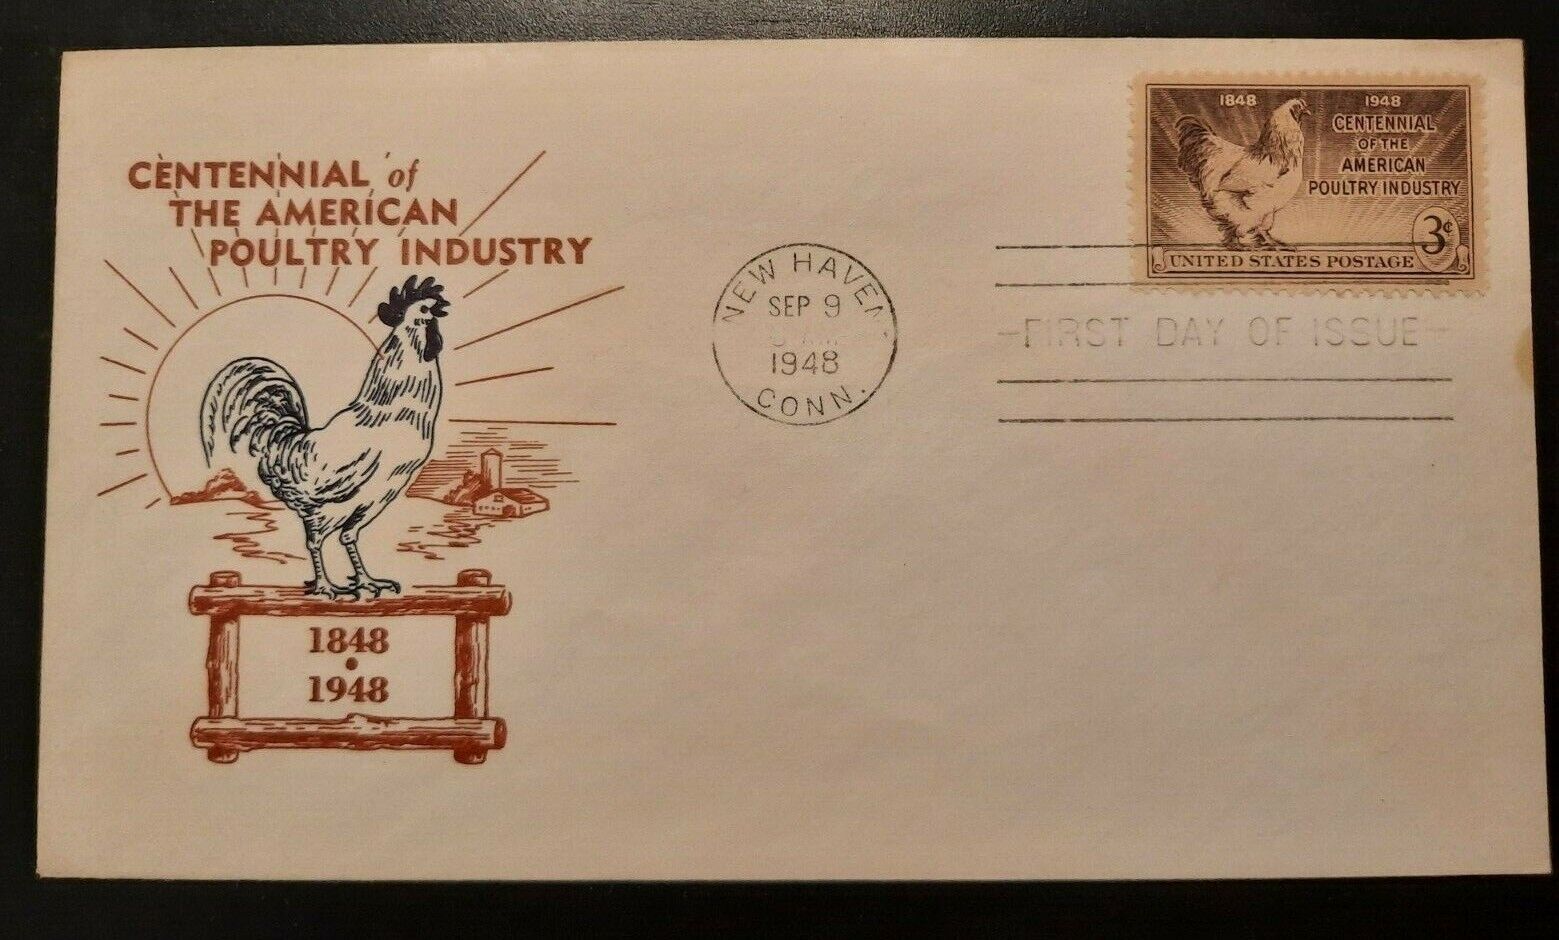 CENTENNIAL of
THE AMERICAN
POULTRY INDUSTRY
1848
1948
NEW HAVEN
SEP 9
AM
1948
CONN.
1848 1948
CENTENNIAL
OF THE
AMERICAN
POULTRY INDUSTRY
3¢
UNITED STATES POSTAGE
FIRST DAY OF ISSUE